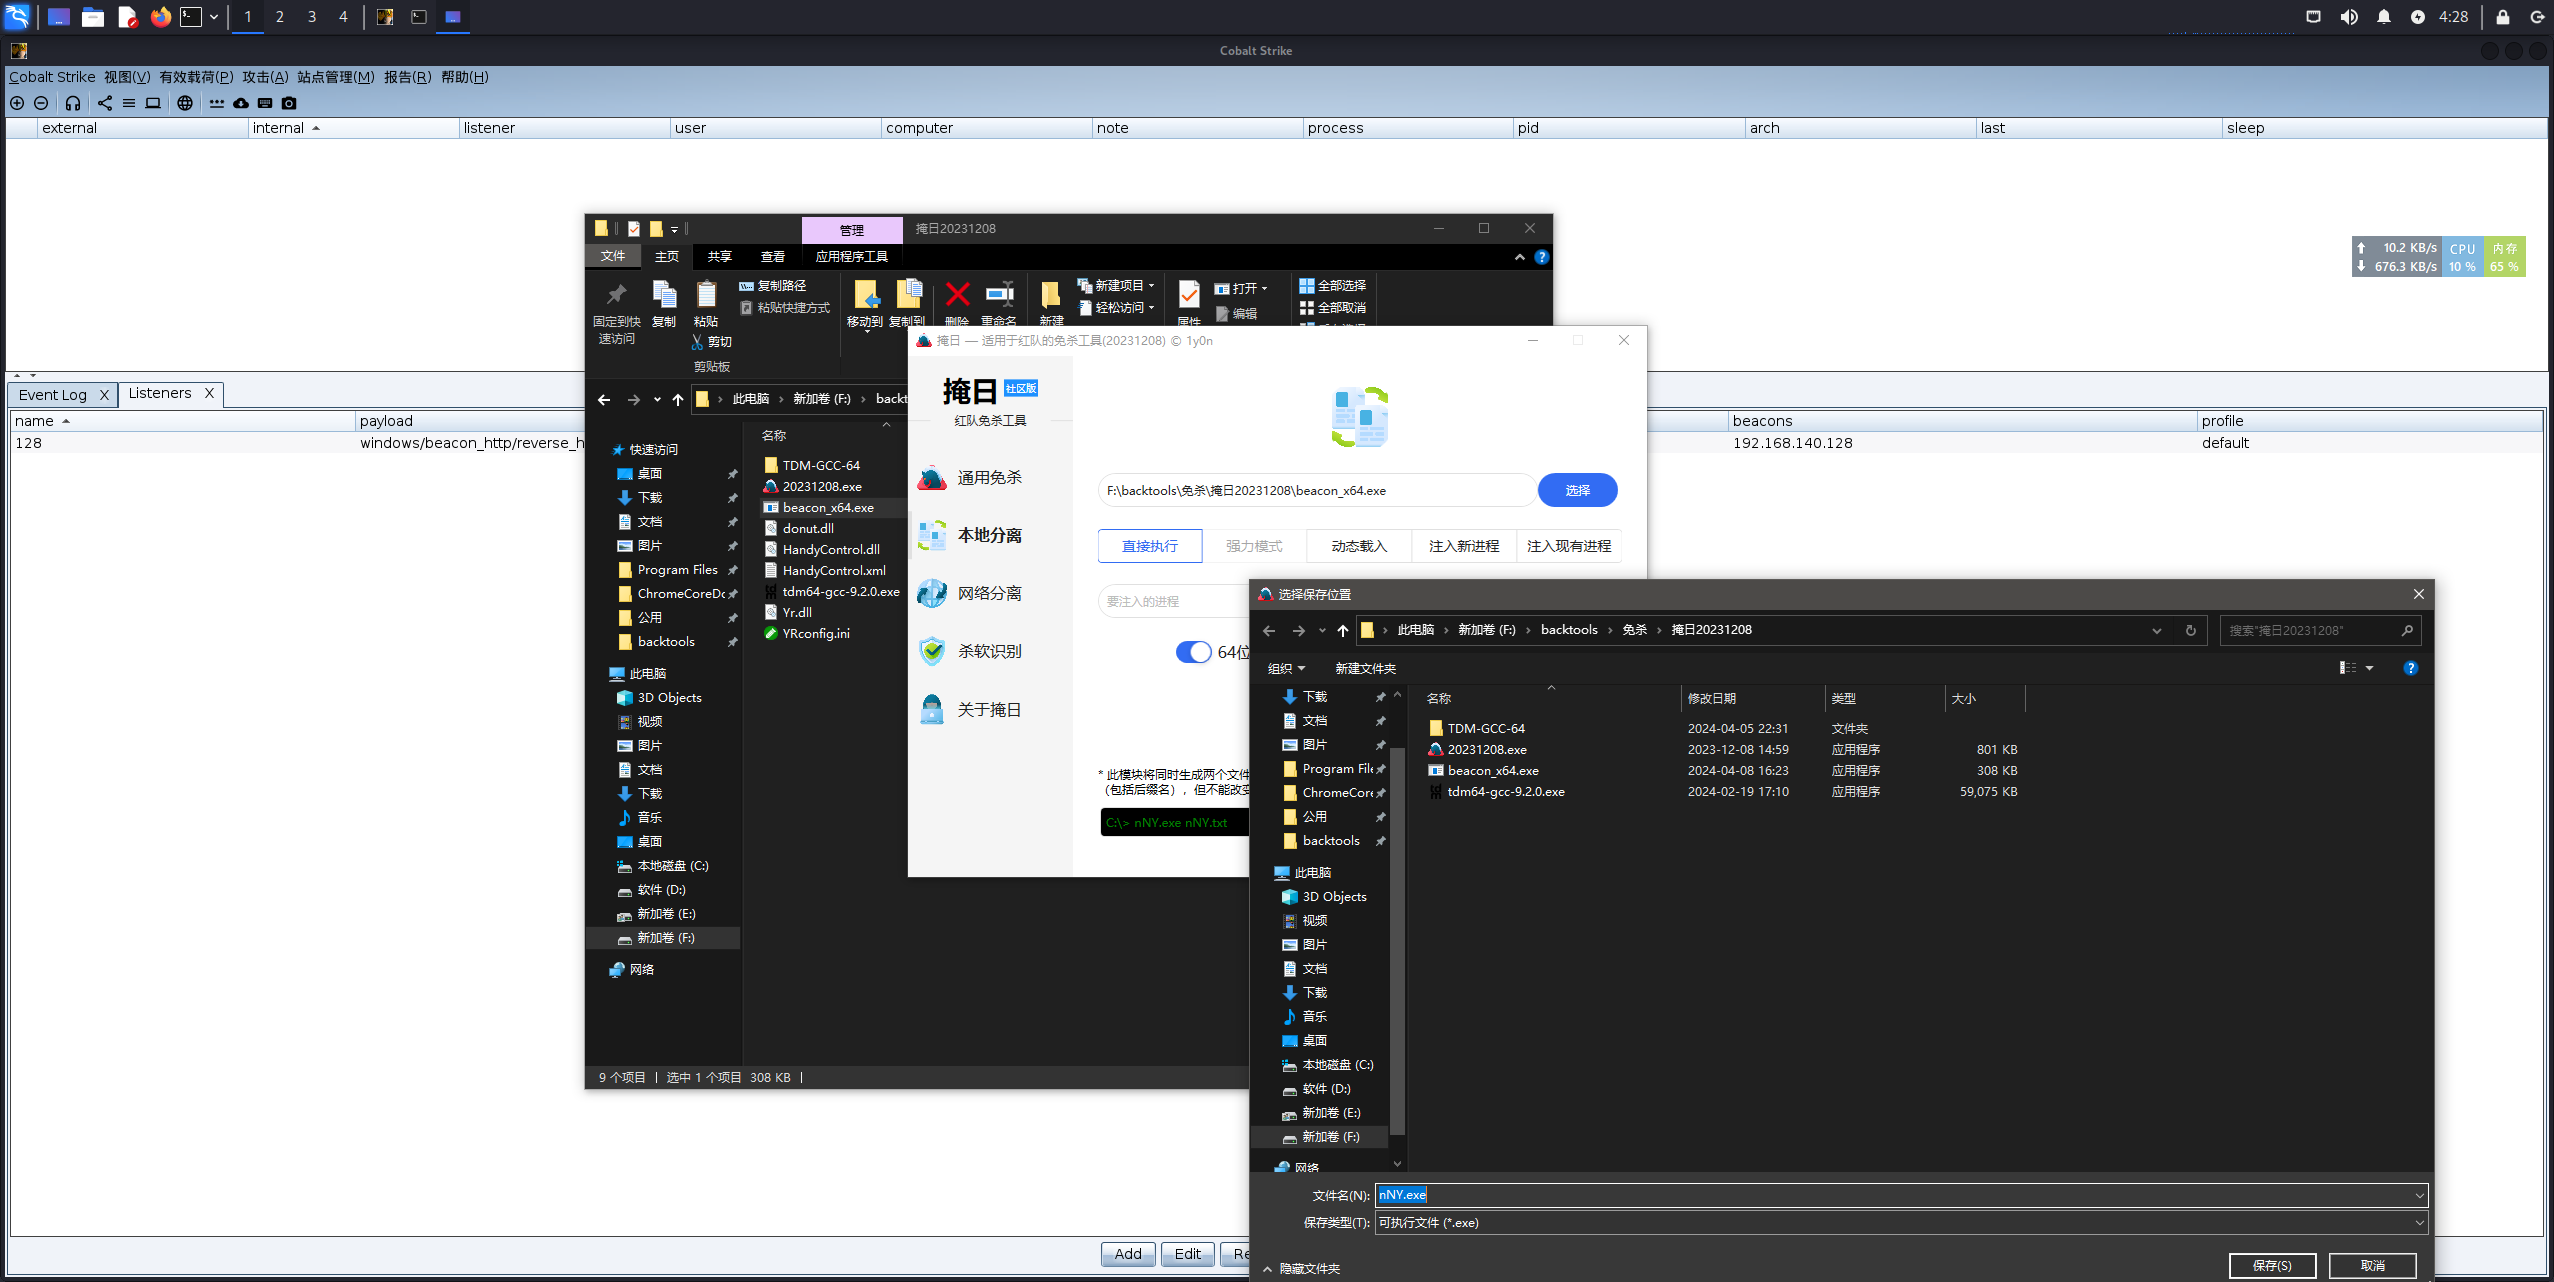 1 2 3 4
4:28
Cobalt Strike
Cobalt Strike 视图(V) 有效载荷(P) 攻击(A) 站点管理(M) 报告(R) 帮助(H)
external internal listener user computer note process pid arch last sleep
10.2 KB/s CPU 内存
676.3 KB/s 10 % 65 %
Event Log X Listeners X
name payload beacons profile
128 windows/beacon_http/reverse_h 192.168.140.128 default
Add Edit Re
管理 掩日20231208
文件 主页 共享 查看 应用程序工具
固定到快速访问
复制
粘贴
复制路径
粘贴快捷方式
剪切
剪贴板
移动到 复制到 删除 重命名 新建
新建项目
轻松访问
属性
打开
编辑
全部选择
全部取消
此电脑 新加卷 (F:) backt
名称
快速访问
桌面
下载
文档
图片
Program Files
ChromeCoreDc
公用
backtools
此电脑
3D Objects
视频
图片
文档
下载
音乐
桌面
本地磁盘 (C:)
软件 (D:)
新加卷 (E:)
新加卷 (F:)
网络
TDM-GCC-64
20231208.exe
beacon_x64.exe
donut.dll
HandyControl.dll
HandyControl.xml
tdm64-gcc-9.2.0.exe
Yr.dll
YRconfig.ini
9 个项目 选中 1 个项目 308 KB
掩日 — 适用于红队的免杀工具(20231208) © 1y0n
掩日 社区版
红队免杀工具
通用免杀
本地分离
网络分离
杀软识别
关于掩日
F:\backtools\免杀\掩日20231208\beacon_x64.exe 选择
直接执行 强力模式 动态载入 注入新进程 注入现有进程
要注入的进程
64位
* 此模块将同时生成两个文件
（包括后缀名），但不能改变
C:\> nNY.exe nNY.txt
选择保存位置
此电脑 新加卷 (F:) backtools 免杀 掩日20231208 搜索"掩日20231208"
组织 新建文件夹
下载
文档
图片
Program File
ChromeCore
公用
backtools
此电脑
3D Objects
视频
图片
文档
下载
音乐
桌面
本地磁盘 (C:)
软件 (D:)
新加卷 (E:)
新加卷 (F:)
网络
名称 修改日期 类型 大小
TDM-GCC-64 2024-04-05 22:31 文件夹
20231208.exe 2023-12-08 14:59 应用程序 801 KB
beacon_x64.exe 2024-04-08 16:23 应用程序 308 KB
tdm64-gcc-9.2.0.exe 2024-02-19 17:10 应用程序 59,075 KB
文件名(N): nNY.exe
保存类型(T): 可执行文件 (*.exe)
隐藏文件夹 保存(S) 取消